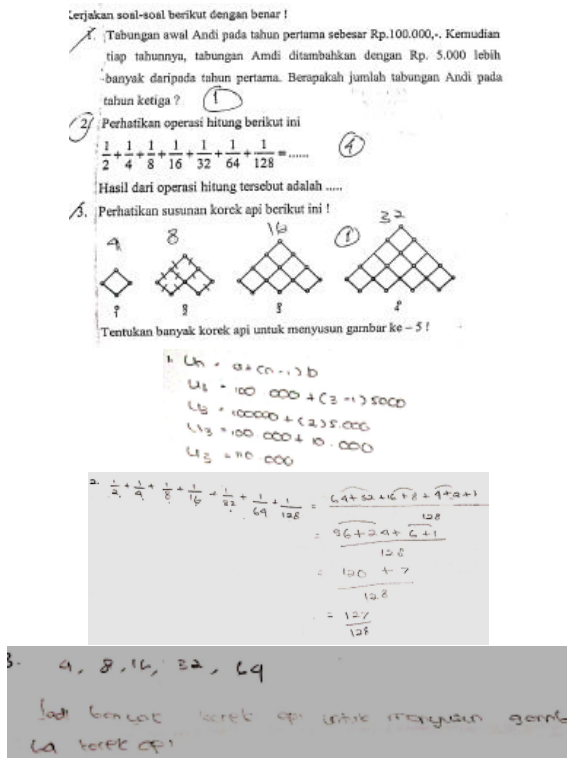 Kerjakan soal-soal berikut dengan benar !
1. Tabungan awal Andi pada tahun pertama sebesar Rp.100.000,-. Kemudian
tiap tahunnya, tabungan Amdi ditambahkan dengan Rp. 5.000 lebih
banyak daripada tahun pertama. Berapakah jumlah tabungan Andi pada
tahun ketiga ? 1
2. Perhatikan operasi hitung berikut ini
1/2 + 1/4 + 1/8 + 1/16 + 1/32 + 1/64 + 1/128 = ...... 4
Hasil dari operasi hitung tersebut adalah .....
3. Perhatikan susunan korek api berikut ini !
4 8 16 1 32
Tentukan banyak korek api untuk menyusun gambar ke – 5 !
1. Un = a+(n-1)b
U3 = 100 000 + (3-1) 5000
U3 = 100000 + (2) 5.000
U3 = 100.000 + 10.000
U3 = 110.000
2. 1/2 + 1/4 + 1/8 + 1/16 + 1/32 + 1/64 + 1/128 = 64+32+16+8+4+2+1 / 128
= 96+24+6+1 / 128
= 120 + 7 / 128
= 127/128
3. 4, 8, 16, 32, 64
Jadi banyak korek api untuk menyusun gamb
64 korek api